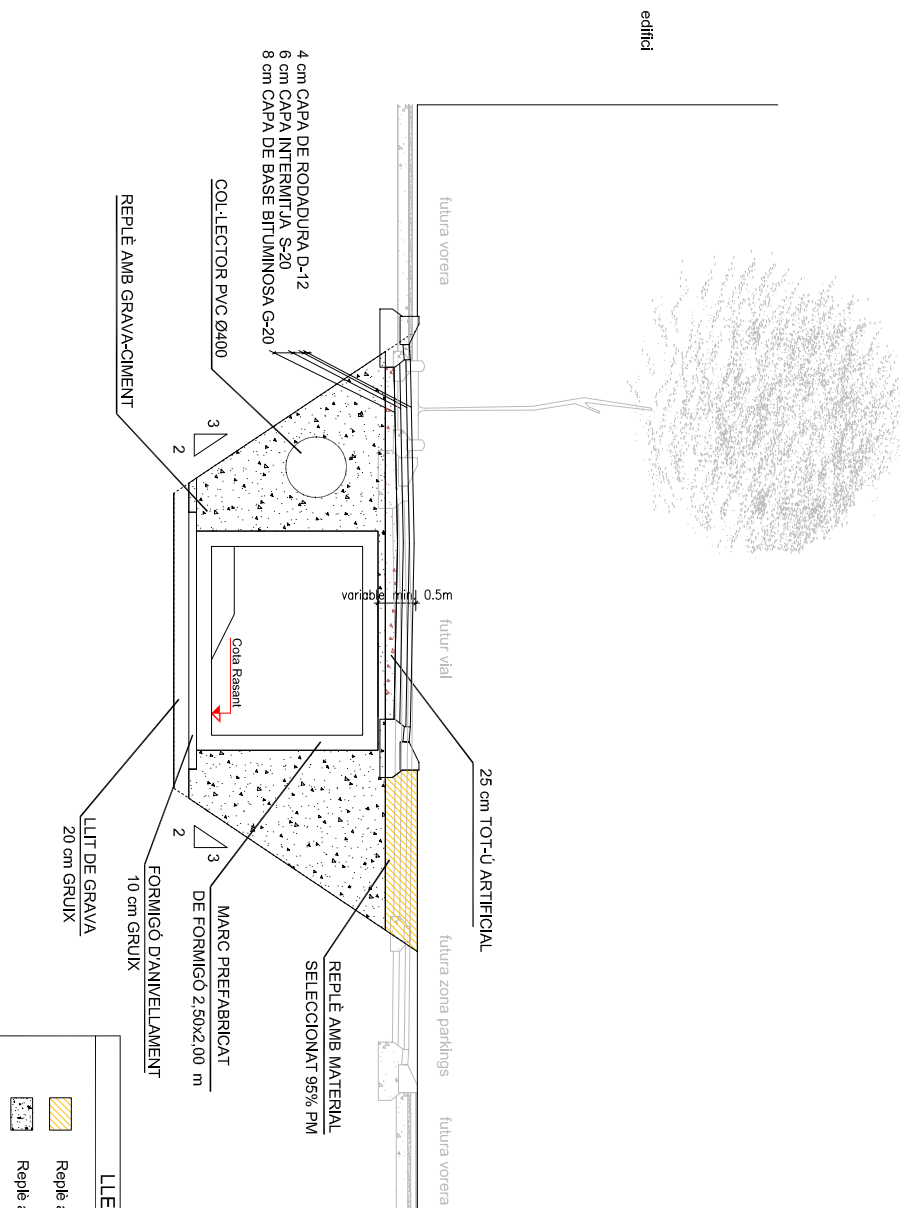 edifici
futura vorera
futur vial
futura zona parkings
futura vorera
4 cm CAPA DE RODADURA D-12
6 cm CAPA INTERMITJA S-20
8 cm CAPA DE BASE BITUMINOSA G-20
COL·LECTOR PVC Ø400
REPLÈ AMB GRAVA-CIMENT
3
2
variable min. 0.5m
Cota Rasant
25 cm TOT-Ú ARTIFICIAL
REPLÈ AMB MATERIAL
SELECCIONAT 95% PM
MARC PREFABRICAT
DE FORMIGÓ 2,50x2,00 m
3
2
FORMIGÓ D'ANIVELLAMENT
10 cm GRUIX
LLIT DE GRAVA
20 cm GRUIX
LLE
Replè a
Replè a